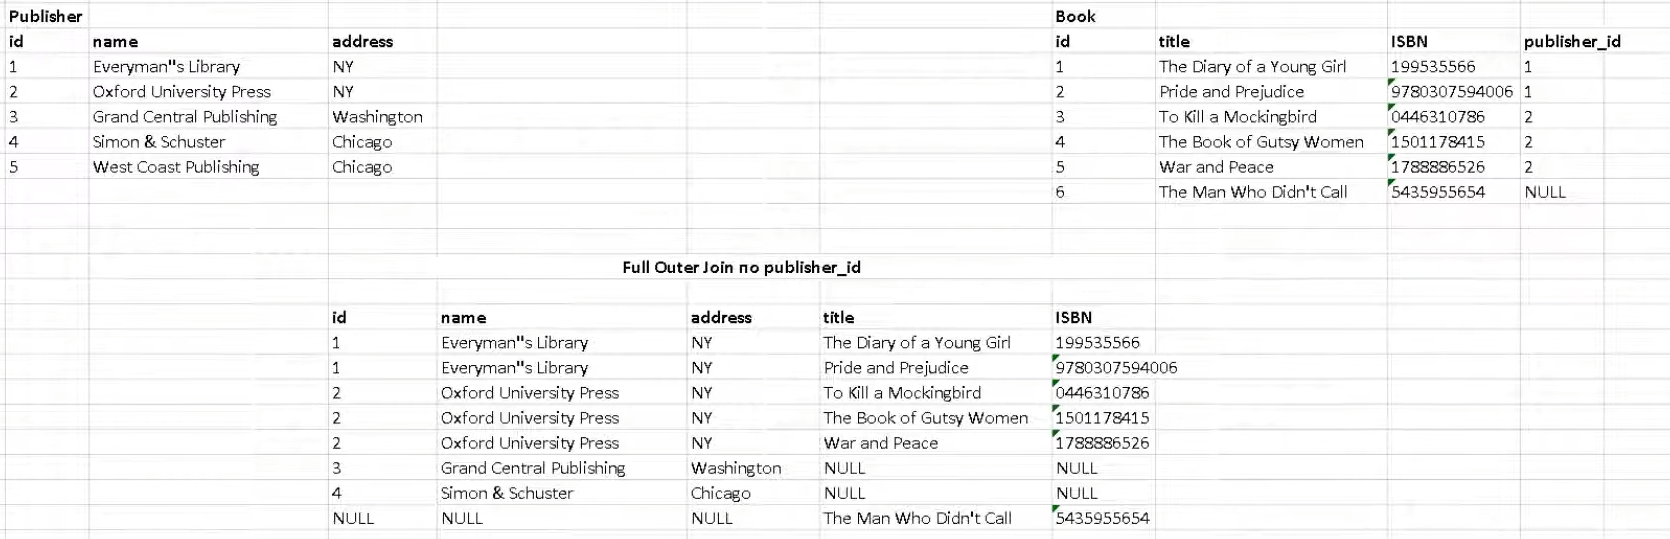 Publisher Book
id name address id title ISBN publisher_id
1 Everyman"s Library NY 1 The Diary of a Young Girl 199535566 1
2 Oxford University Press NY 2 Pride and Prejudice 9780307594006 1
3 Grand Central Publishing Washington 3 To Kill a Mockingbird 0446310786 2
4 Simon & Schuster Chicago 4 The Book of Gutsy Women 1501178415 2
5 West Coast Publishing Chicago 5 War and Peace 1788886526 2
6 The Man Who Didn't Call 5435955654 NULL
Full Outer Join по publisher_id
id name address title ISBN
1 Everyman"s Library NY The Diary of a Young Girl 199535566
1 Everyman"s Library NY Pride and Prejudice 9780307594006
2 Oxford University Press NY To Kill a Mockingbird 0446310786
2 Oxford University Press NY The Book of Gutsy Women 1501178415
2 Oxford University Press NY War and Peace 1788886526
3 Grand Central Publishing Washington NULL NULL
4 Simon & Schuster Chicago NULL NULL
NULL NULL NULL The Man Who Didn't Call 5435955654